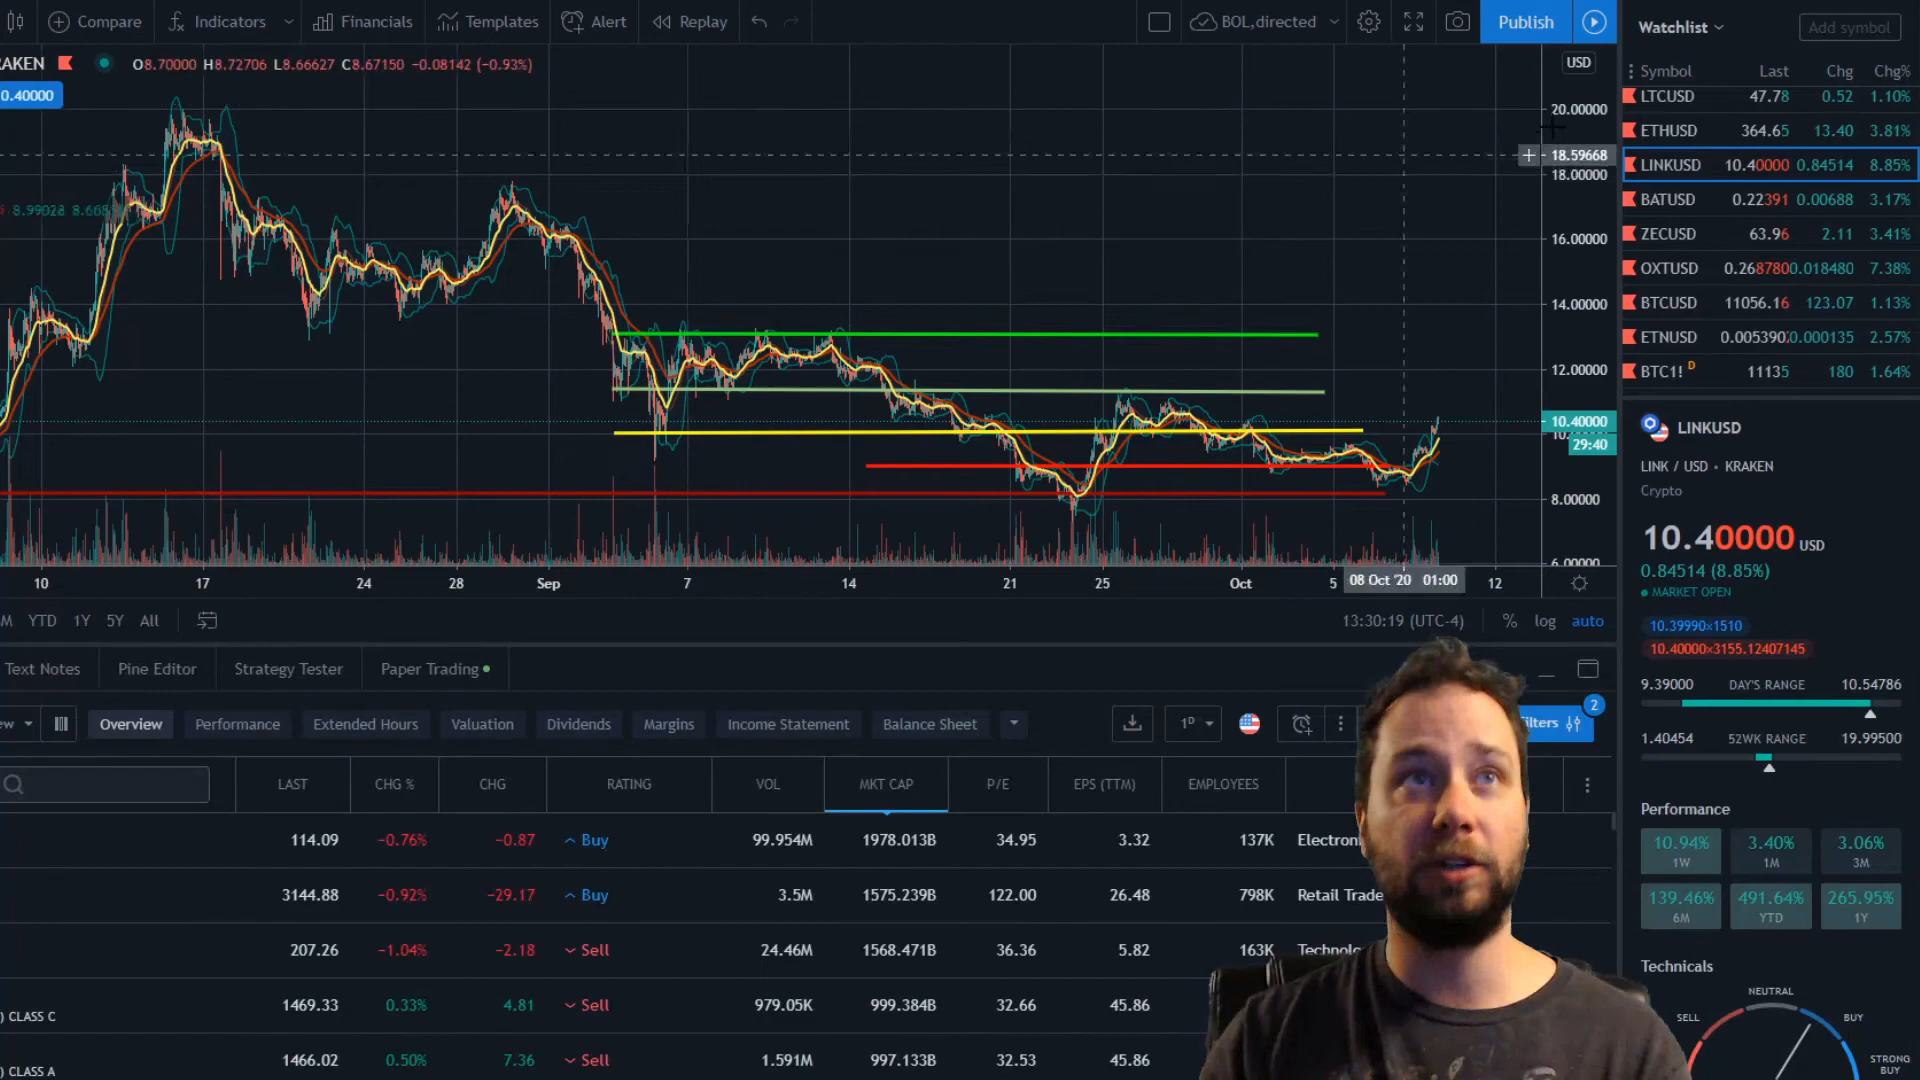 Compare Indicators Financials Templates Alert Replay BOL,directed Publish
RAKEN O8.70000 H8.72706 L8.66627 C8.67150 −0.08142 (−0.93%) USD
0.40000
20.00000
18.59668
18.00000
16.00000
14.00000
12.00000
10.40000
29:40
8.00000
6.00000
10 17 24 28 Sep 7 14 21 25 Oct 5 08 Oct '20 01:00 12
M YTD 1Y 5Y All 13:30:19 (UTC-4) % log auto
Text Notes Pine Editor Strategy Tester Paper Trading
ew Overview Performance Extended Hours Valuation Dividends Margins Income Statement Balance Sheet 1D ilters 2
LAST CHG % CHG RATING VOL MKT CAP P/E EPS (TTM) EMPLOYEES
114.09 −0.76% −0.87 Buy 99.954M 1978.013B 34.95 3.32 137K Electron
3144.88 −0.92% −29.17 Buy 3.5M 1575.239B 122.00 26.48 798K Retail Trade
207.26 −1.04% −2.18 Sell 24.46M 1568.471B 36.36 5.82 163K Technolo
1469.33 0.33% 4.81 Sell 979.05K 999.384B 32.66 45.86
) CLASS C
1466.02 0.50% 7.36 Sell 1.591M 997.133B 32.53 45.86
) CLASS A
Watchlist Add symbol
Symbol Last Chg Chg%
LTCUSD 47.78 0.52 1.10%
ETHUSD 364.65 13.40 3.81%
LINKUSD 10.40000 0.84514 8.85%
BATUSD 0.22391 0.00688 3.17%
ZECUSD 63.96 2.11 3.41%
OXTUSD 0.268780 0.018480 7.38%
BTCUSD 11056.16 123.07 1.13%
ETNUSD 0.005390 0.000135 2.57%
BTC1! D 11135 180 1.64%
LINKUSD
LINK / USD • KRAKEN
Crypto
10.40000 USD
0.84514 (8.85%)
MARKET OPEN
10.39990×1510
10.40000×3155.12407145
9.39000 DAY'S RANGE 10.54786
1.40454 52WK RANGE 19.99500
Performance
10.94% 3.40% 3.06%
1W 1M 3M
139.46% 491.64% 265.95%
6M YTD 1Y
Technicals
NEUTRAL
SELL BUY
STRONG
BUY